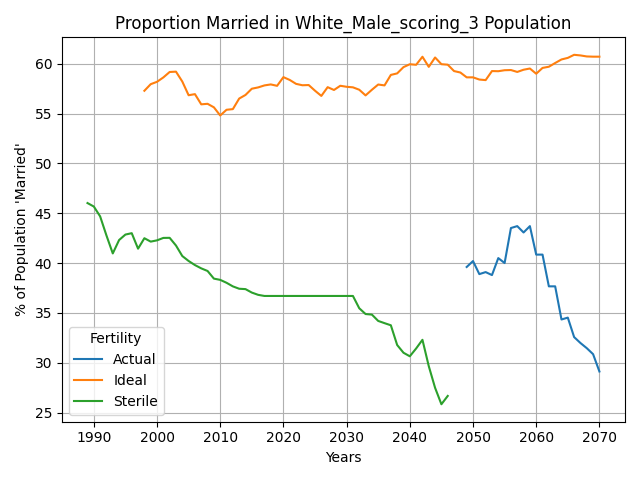 Proportion Married in White_Male_scoring_3 Population
% of Population 'Married'
60
55
50
45
40
35
30
25
Fertility
Actual
Ideal
Sterile
1990 2000 2010 2020 2030 2040 2050 2060 2070
Years